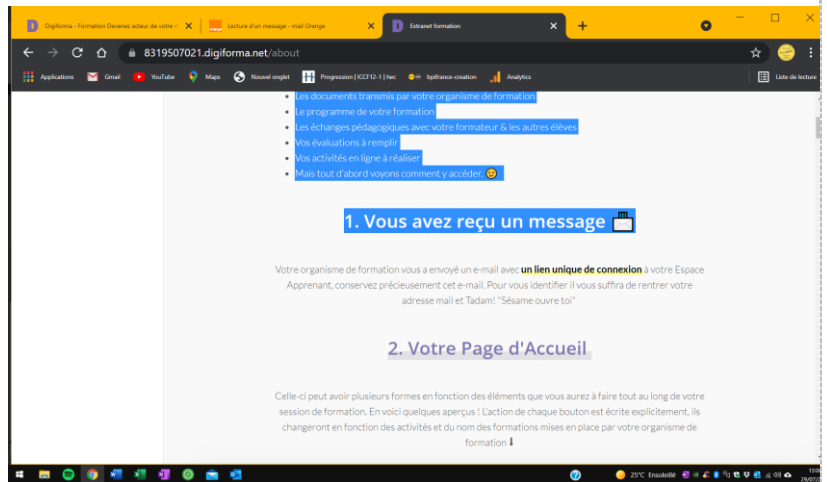 Digiforma - Formation Devenez acteur de votre
Lecture d'un message - mail Orange
Extranet formation
8319507021.digiforma.net/about
Applications
Gmail
YouTube
Maps
Nouvel onglet
Progression | ICCF12-1 | hec
bpifrance-creation
Analytics
Liste de lecture
Les documents transmis par votre organisme de formation
Le programme de votre formation
Les échanges pédagogiques avec votre formateur & les autres élèves
Vos évaluations à remplir
Vos activités en ligne à réaliser
Mais tout d'abord voyons comment y accéder. 😉
1. Vous avez reçu un message
Votre organisme de formation vous a envoyé un e-mail avec un lien unique de connexion à votre Espace
Apprenant, conservez précieusement cet e-mail. Pour vous identifier il vous suffira de rentrer votre
adresse mail et Tadam! "Sésame ouvre toi"
2. Votre Page d'Accueil
Celle-ci peut avoir plusieurs formes en fonction des éléments que vous aurez à faire tout au long de votre
session de formation. En voici quelques aperçus ! L'action de chaque bouton est écrite explicitement, ils
changeront en fonction des activités et du nom des formations mises en place par votre organisme de
formation ⬇
25°C Ensoleillé